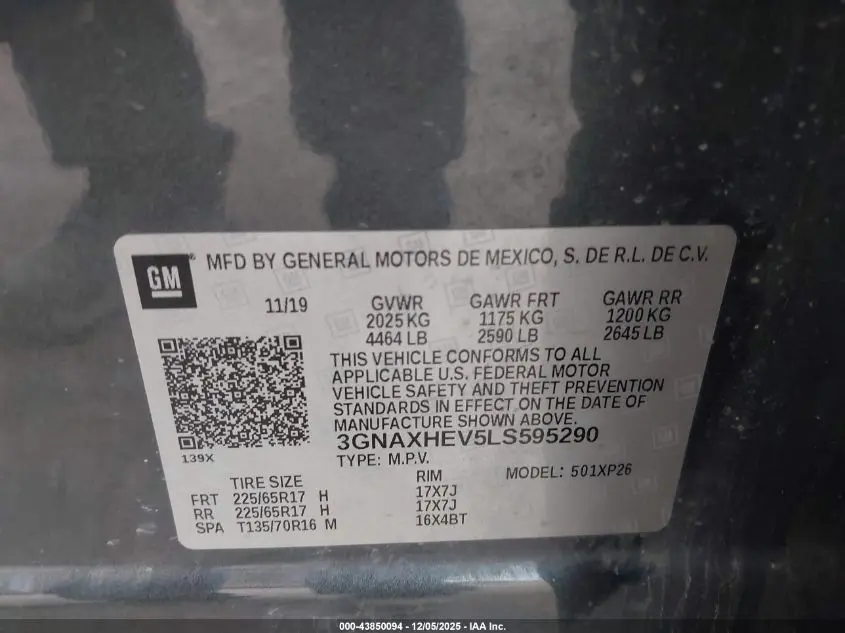 GM
MFD BY GENERAL MOTORS DE MEXICO, S. DE R.L. DE C.V.
11/19 GVWR GAWR FRT GAWR RR
2025 KG 1175 KG 1200 KG
4464 LB 2590 LB 2645 LB
THIS VEHICLE CONFORMS TO ALL
APPLICABLE U.S. FEDERAL MOTOR
VEHICLE SAFETY AND THEFT PREVENTION
STANDARDS IN EFFECT ON THE DATE OF
MANUFACTURE SHOWN ABOVE.
3GNAXHEV5LS595290
139X
TYPE: M.P.V. MODEL: 501XP26
TIRE SIZE RIM
FRT 225/65R17 H 17X7J
RR 225/65R17 H 17X7J
SPA T135/70R16 M 16X4BT
000-43850094 - 12/05/2025 - IAA Inc.